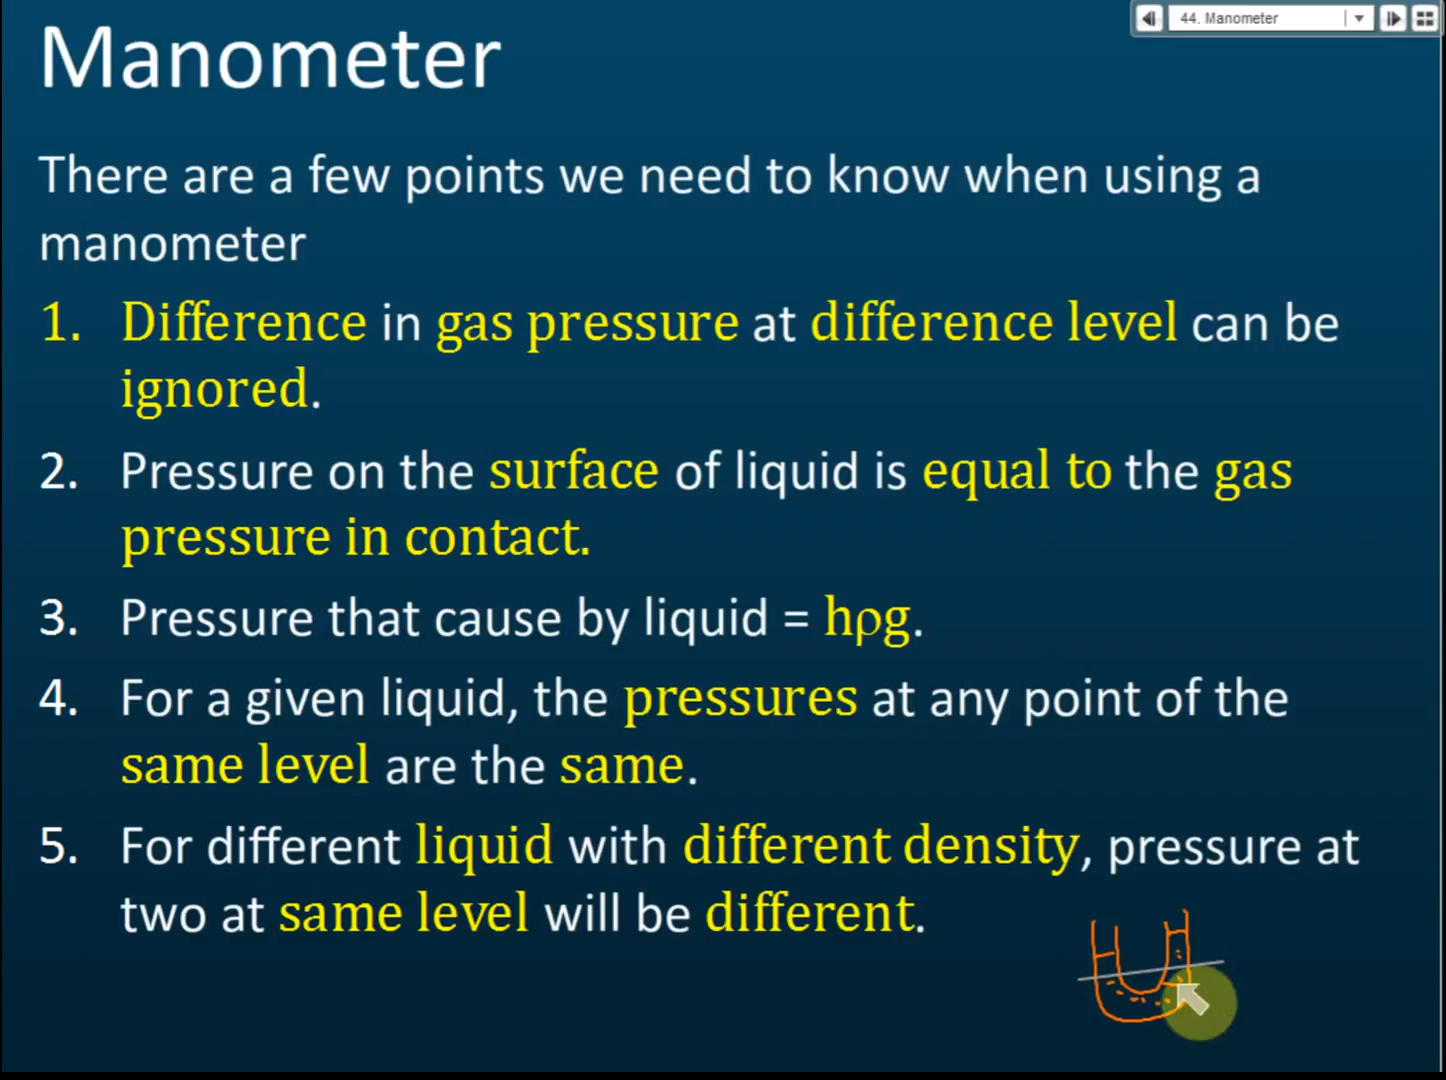 44. Manometer
Manometer
There are a few points we need to know when using a
manometer
1. Difference in gas pressure at difference level can be
ignored.
2. Pressure on the surface of liquid is equal to the gas
pressure in contact.
3. Pressure that cause by liquid = hρg.
4. For a given liquid, the pressures at any point of the
same level are the same.
5. For different liquid with different density, pressure at
two at same level will be different.